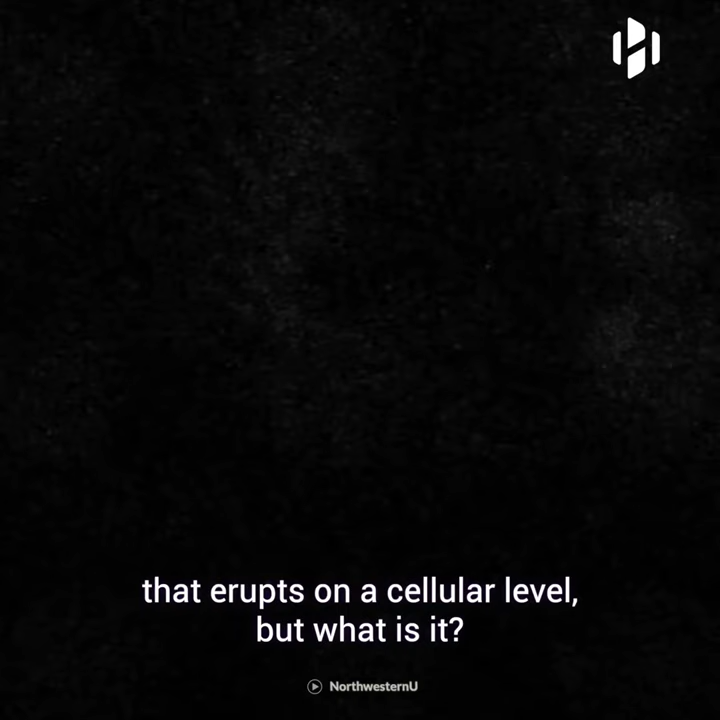 that erupts on a cellular level,
but what is it?
NorthwesternU